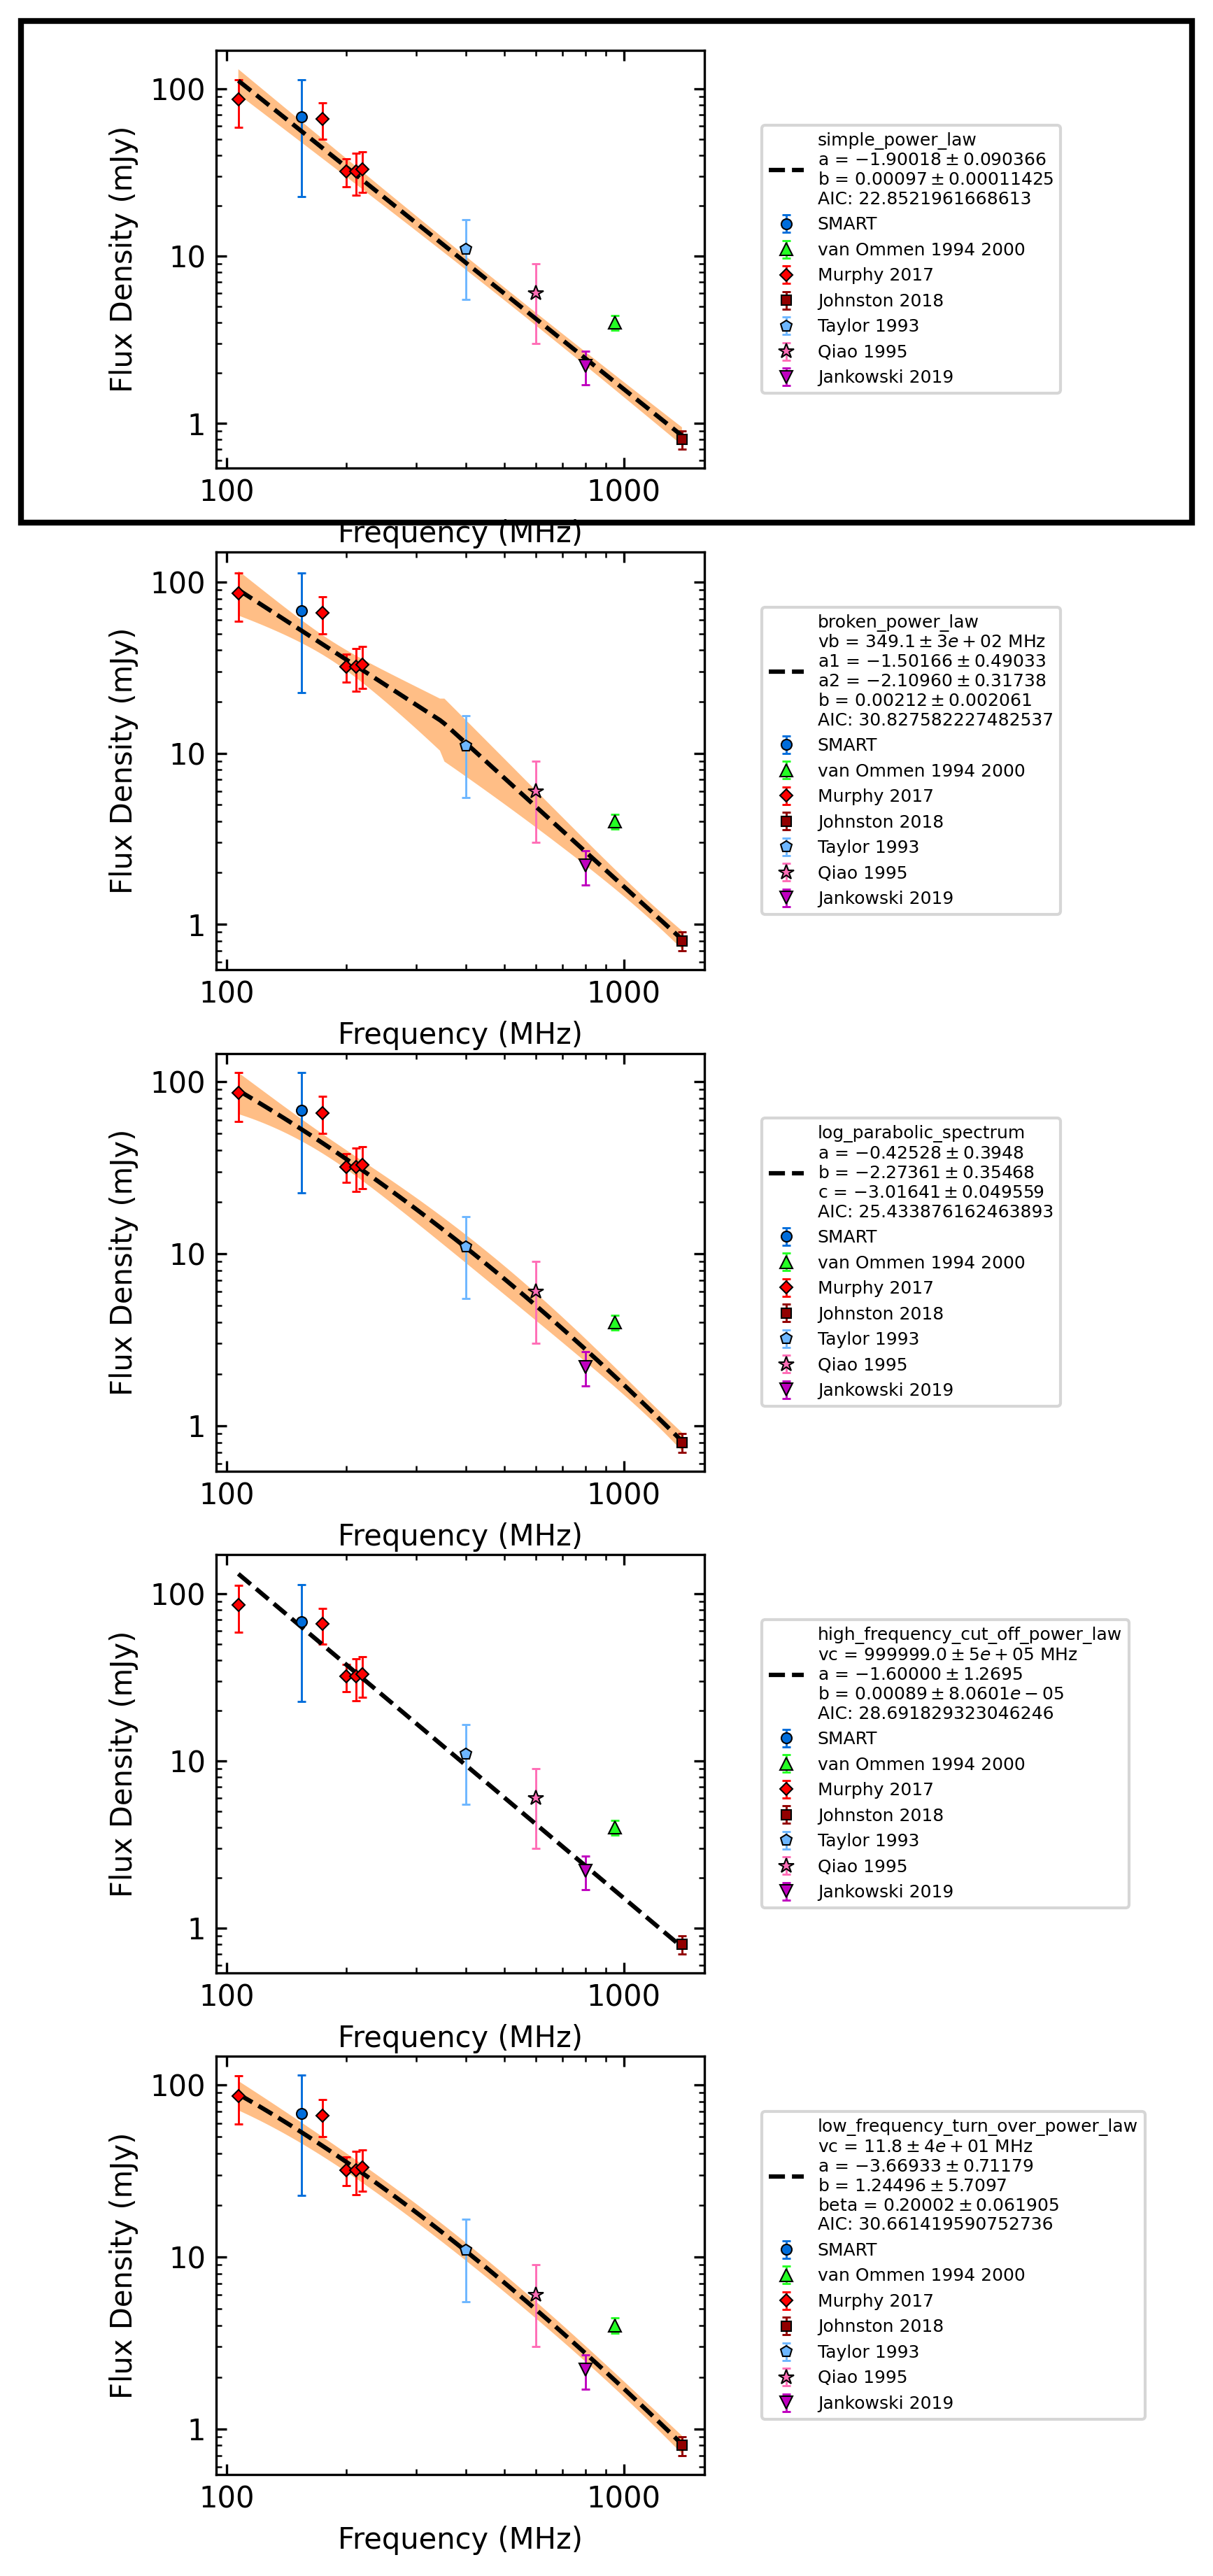 Flux Density (mJy)
100
10
1
100
1000
Frequency (MHz)
simple_power_law
a = −1.90018 ± 0.090366
b = 0.00097 ± 0.00011425
AIC: 22.8521961668613
SMART
van Ommen 1994 2000
Murphy 2017
Johnston 2018
Taylor 1993
Qiao 1995
Jankowski 2019
Flux Density (mJy)
100
10
1
100
1000
Frequency (MHz)
broken_power_law
vb = 349.1 ± 3e + 02 MHz
a1 = −1.50166 ± 0.49033
a2 = −2.10960 ± 0.31738
b = 0.00212 ± 0.002061
AIC: 30.827582227482537
SMART
van Ommen 1994 2000
Murphy 2017
Johnston 2018
Taylor 1993
Qiao 1995
Jankowski 2019
Flux Density (mJy)
100
10
1
100
1000
Frequency (MHz)
log_parabolic_spectrum
a = −0.42528 ± 0.3948
b = −2.27361 ± 0.35468
c = −3.01641 ± 0.049559
AIC: 25.433876162463893
SMART
van Ommen 1994 2000
Murphy 2017
Johnston 2018
Taylor 1993
Qiao 1995
Jankowski 2019
Flux Density (mJy)
100
10
1
100
1000
Frequency (MHz)
high_frequency_cut_off_power_law
vc = 999999.0 ± 5e + 05 MHz
a = −1.60000 ± 1.2695
b = 0.00089 ± 8.0601e − 05
AIC: 28.691829323046246
SMART
van Ommen 1994 2000
Murphy 2017
Johnston 2018
Taylor 1993
Qiao 1995
Jankowski 2019
Flux Density (mJy)
100
10
1
100
1000
Frequency (MHz)
low_frequency_turn_over_power_law
vc = 11.8 ± 4e + 01 MHz
a = −3.66933 ± 0.71179
b = 1.24496 ± 5.7097
beta = 0.20002 ± 0.061905
AIC: 30.661419590752736
SMART
van Ommen 1994 2000
Murphy 2017
Johnston 2018
Taylor 1993
Qiao 1995
Jankowski 2019